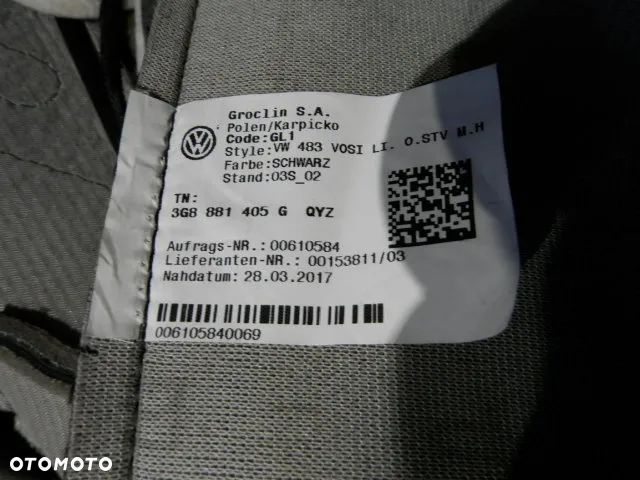 Groclin S.A.
Polen/Karpicko
Code:GL1
Style:VW 483 VOSI LI. O.STV M.H
Farbe:SCHWARZ
Stand:03S_02
TN:
3G8 881 405 G QYZ
Aufrags-NR.:00610584
Lieferanten-NR.: 00153811/03
Nahdatum: 28.03.2017
006105840069
OTOMOTO